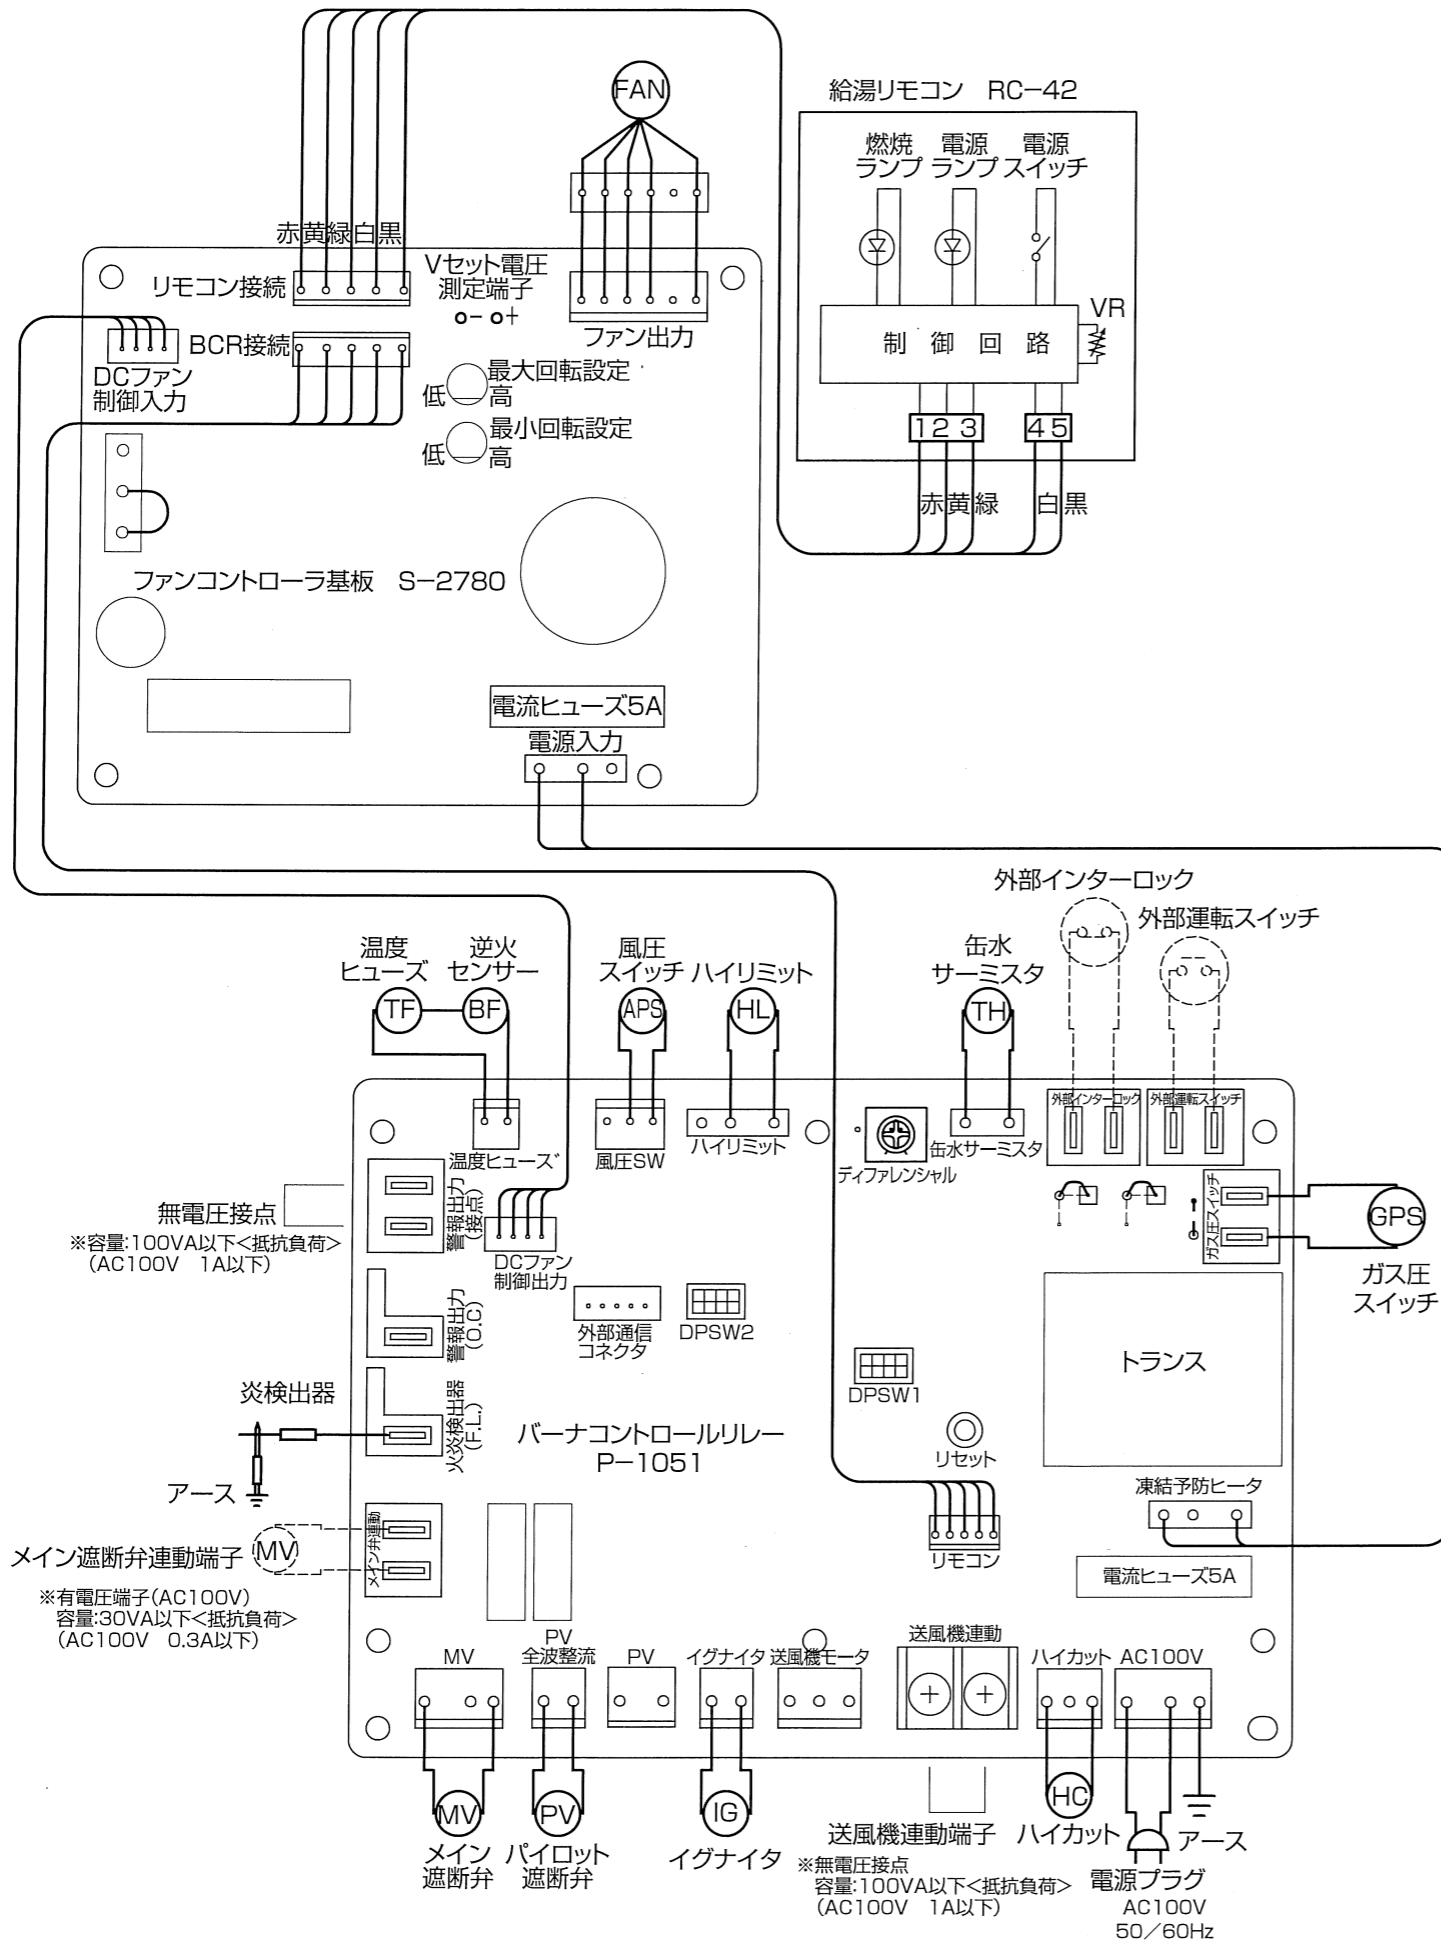 FAN
給湯リモコン RC-42
燃焼
ランプ
電源
ランプ
電源
スイッチ
VR
制御回路
1 2 3
4 5
赤 黄 緑
白 黒
赤 黄 緑 白 黒
リモコン接続
Vセット電圧
測定端子
- +
ファン出力
BCR接続
DCファン
制御入力
最大回転設定
低 高
最小回転設定
低 高
ファンコントローラ基板 S-2780
電流ヒューズ5A
電源入力
外部インターロック
外部運転スイッチ
温度
ヒューズ
逆火
センサー
風圧
スイッチ
ハイリミット
缶水
サーミスタ
TF
BF
APS
HL
TH
外部インターロック
外部運転スイッチ
温度ヒューズ
風圧SW
ハイリミット
ディファレンシャル
缶水サーミスタ
ガス圧スイッチ
GPS
ガス圧
スイッチ
無電圧接点
※容量:100VA以下<抵抗負荷>
(AC100V 1A以下)
警報出力
(接点)
DCファン
制御出力
警報出力
(O.C)
外部通信
コネクタ
DPSW2
DPSW1
トランス
炎検出器
火炎検出器
(F.L.)
アース
バーナコントロールリレー
P-1051
リセット
凍結予防ヒータ
リモコン
電流ヒューズ5A
メイン遮断弁連動端子
MV
メイン弁連動
※有電圧端子(AC100V)
容量:30VA以下<抵抗負荷>
(AC100V 0.3A以下)
MV
PV
全波整流
PV
イグナイタ
送風機モータ
送風機連動
ハイカット
AC100V
MV
PV
IG
HC
メイン
遮断弁
パイロット
遮断弁
イグナイタ
送風機連動端子
※無電圧接点
容量:100VA以下<抵抗負荷>
(AC100V 1A以下)
ハイカット
アース
電源プラグ
AC100V
50/60Hz